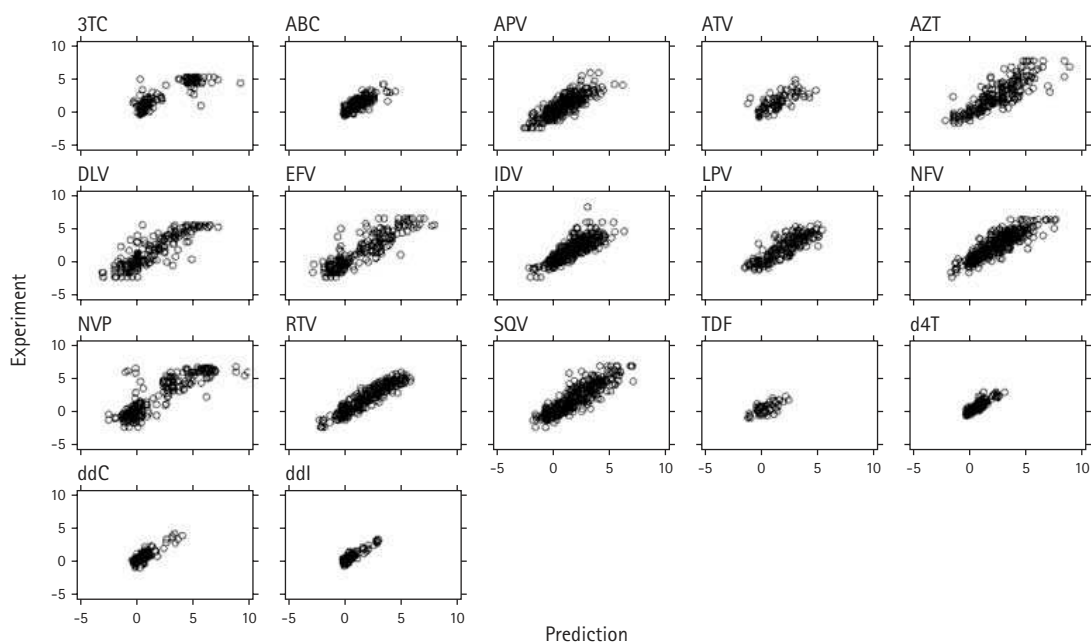 3TC ABC APV ATV AZT
10
5
0
-5
DLV EFV IDV LPV NFV
10
5
0
-5
Experiment
NVP RTV SQV TDF d4T
10
5
0
-5
-5 0 5 10 -5 0 5 10 -5 0 5 10
ddC ddI
10
5
0
-5
-5 0 5 10 -5 0 5 10
Prediction